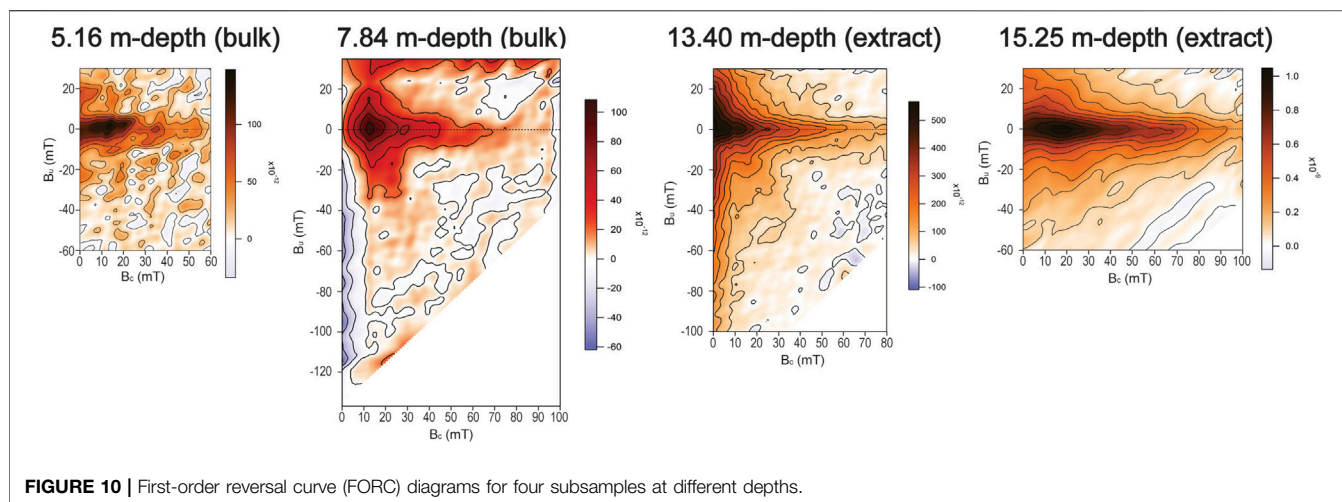 5.16 m-depth (bulk)
7.84 m-depth (bulk)
13.40 m-depth (extract)
15.25 m-depth (extract)
20
0
-20
-40
-60
Bu (mT)
0 10 20 30 40 50 60
Bc (mT)
100
50
0
x10-12
20
0
-20
-40
-60
-80
-100
-120
Bu (mT)
0 10 20 30 40 50 60 70 80 90 100
Bc (mT)
100
80
60
40
20
0
-20
-40
-60
x10-12
20
0
-20
-40
-60
-80
-100
Bu (mT)
0 10 20 30 40 50 60 70 80
Bc (mT)
500
400
300
200
100
0
-100
x10-12
20
0
-20
-40
-60
Bu (mT)
0 10 20 30 40 50 60 70 80 90 100
Bc (mT)
1.0
0.8
0.6
0.4
0.2
0.0
x10-9
FIGURE 10 | First-order reversal curve (FORC) diagrams for four subsamples at different depths.